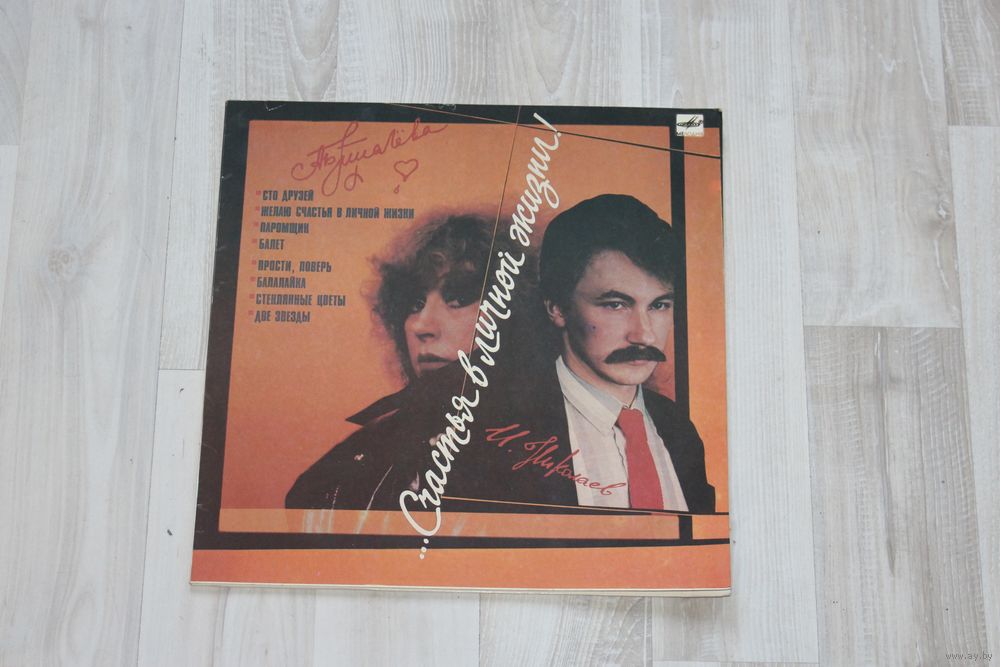 А Пугачёва
СТО ДРУЗЕЙ
ЖЕЛАЮ СЧАСТЬЯ В ЛИЧНОЙ ЖИЗНИ
ПАРОМЩИК
БАЛЕТ
ПРОСТИ, ПОВЕРЬ
БАЛАЛАЙКА
СТЕКЛЯННЫЕ ЦВЕТЫ
ДВЕ ЗВЕЗДЫ
...Счастья в личной жизни!
И. Николаев
МЕЛОДИЯ
www.ay.by